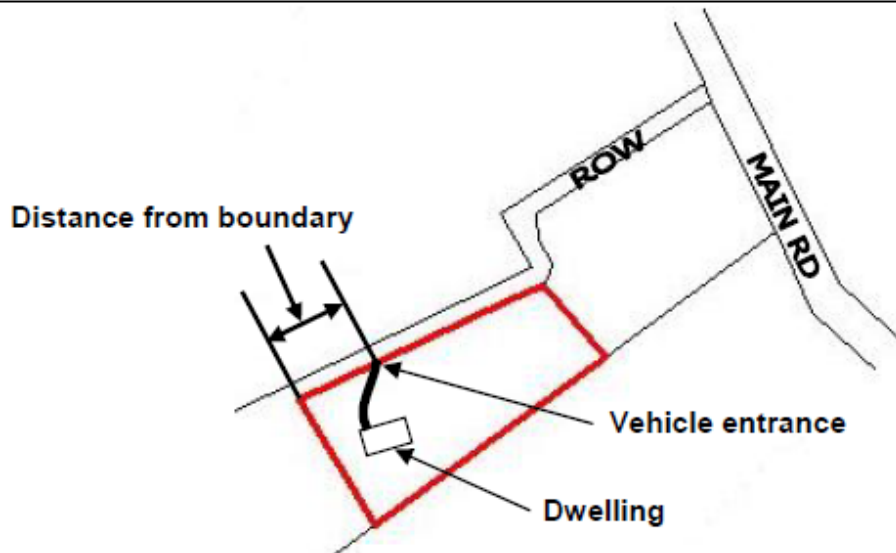 ROW
MAIN RD
Distance from boundary
Vehicle entrance
Dwelling